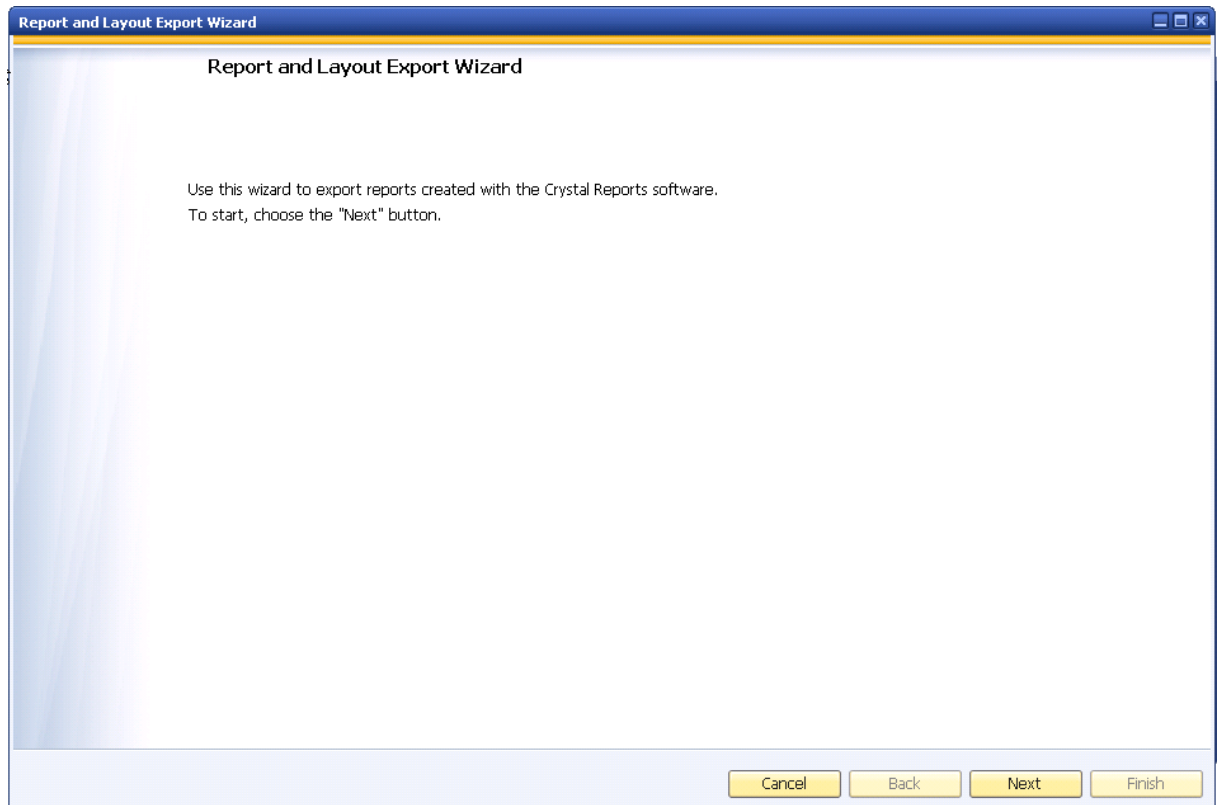 Report and Layout Export Wizard
Report and Layout Export Wizard
Use this wizard to export reports created with the Crystal Reports software.
To start, choose the "Next" button.
Cancel Back Next Finish